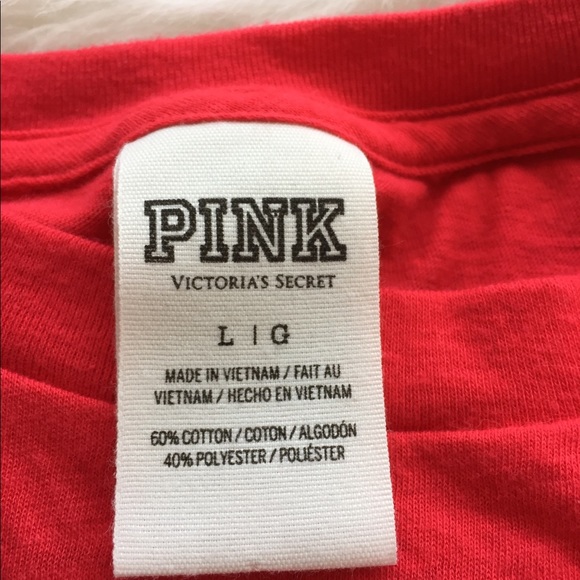 PINK
VICTORIA'S SECRET
L | G
MADE IN VIETNAM / FAIT AU
VIETNAM / HECHO EN VIETNAM
60% COTTON / COTON / ALGODÓN
40% POLYESTER / POLIÉSTER